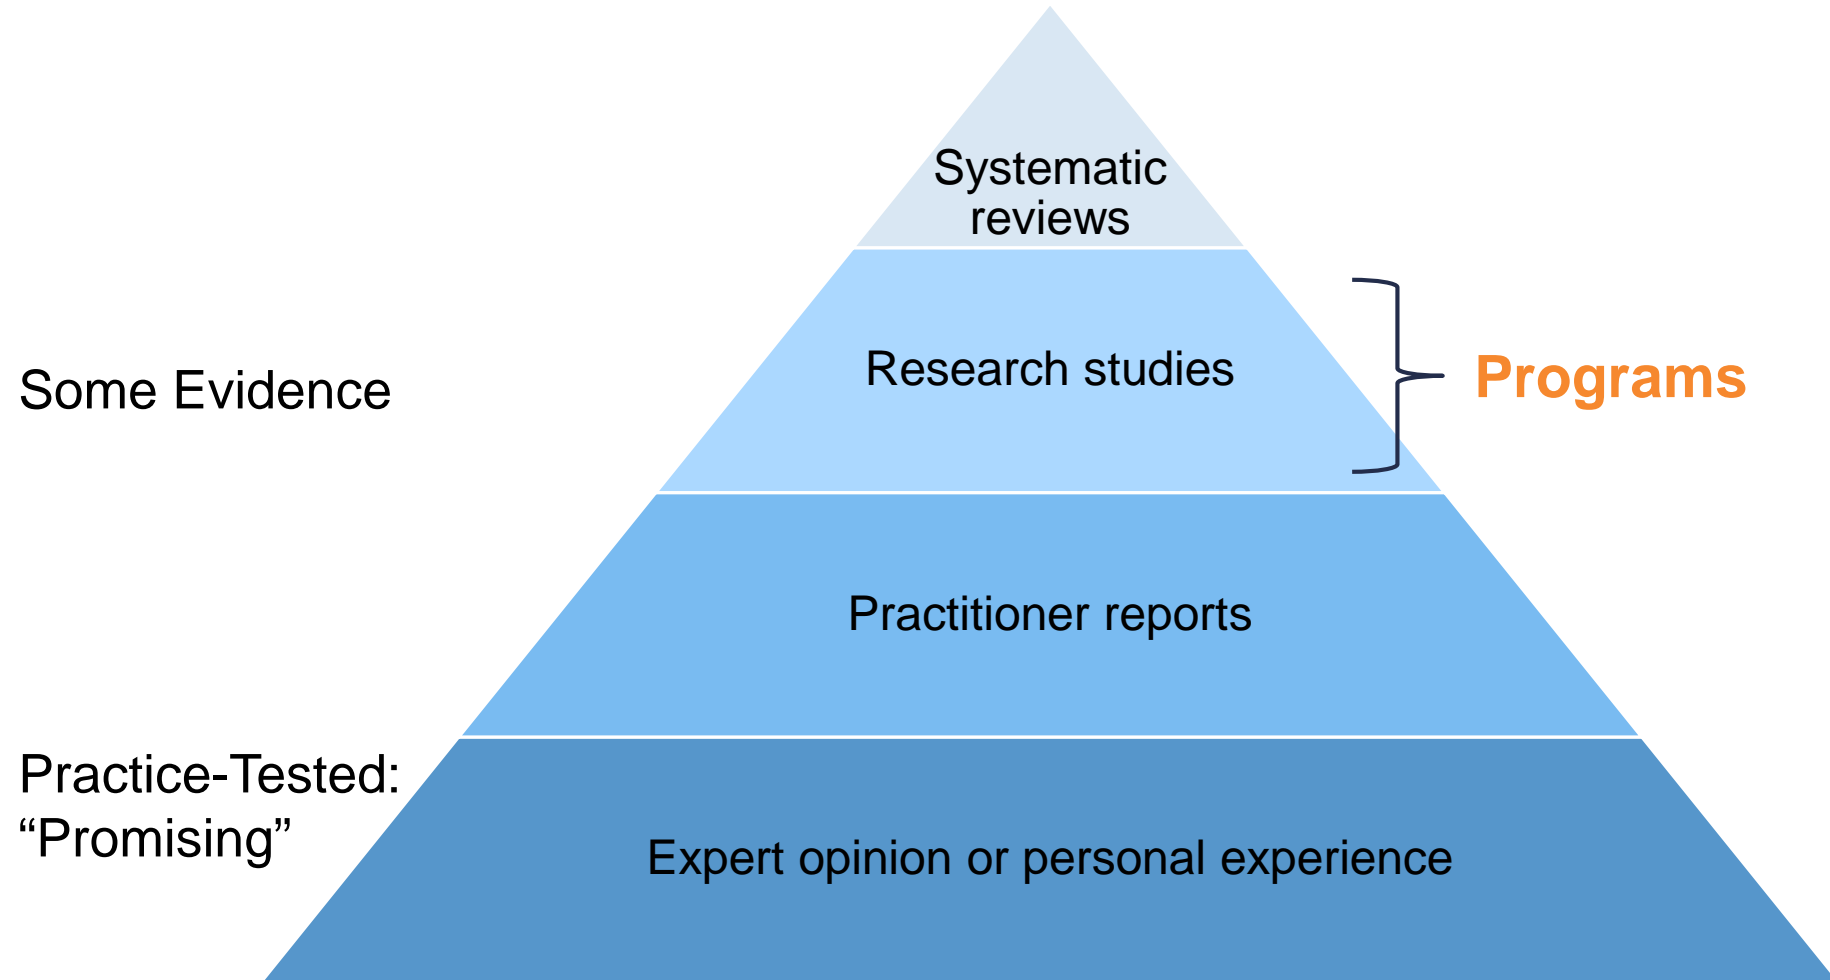 Systematic
reviews
Research studies
Programs
Some Evidence
Practitioner reports
Practice-Tested:
“Promising”
Expert opinion or personal experience